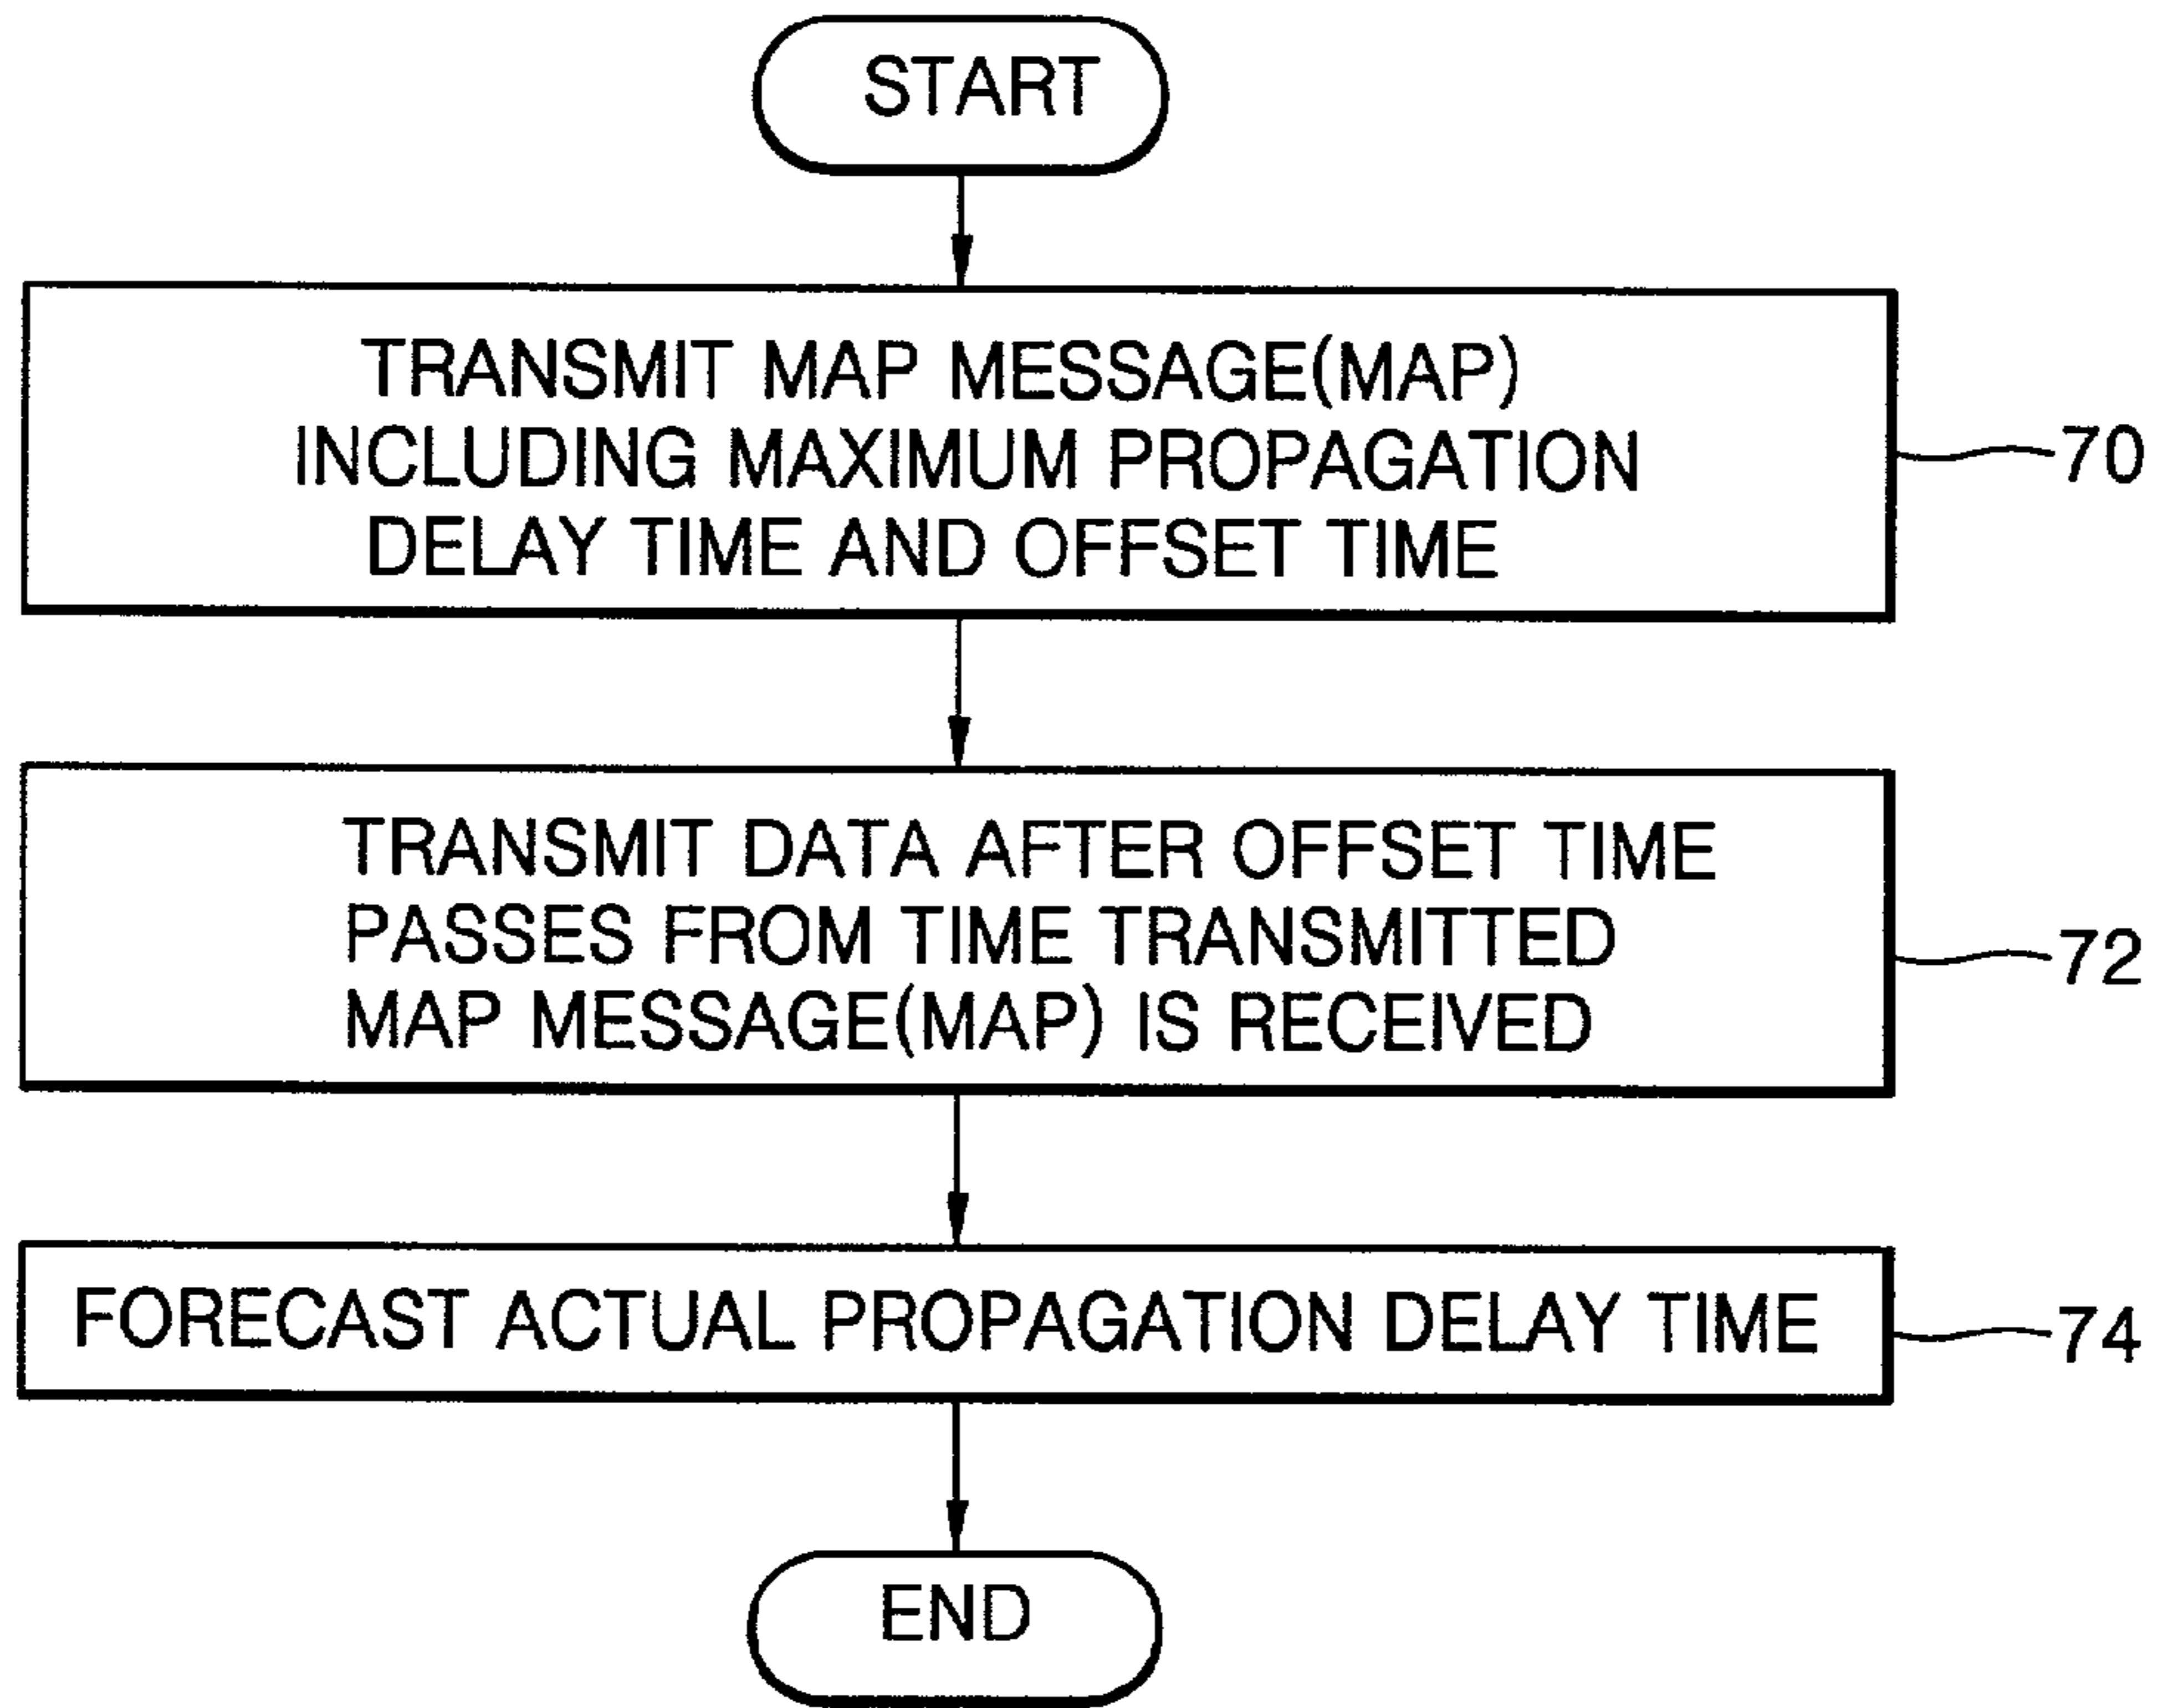 START
TRANSMIT MAP MESSAGE(MAP)
INCLUDING MAXIMUM PROPAGATION
DELAY TIME AND OFFSET TIME
70
TRANSMIT DATA AFTER OFFSET TIME
PASSES FROM TIME TRANSMITTED
MAP MESSAGE(MAP) IS RECEIVED
72
FORECAST ACTUAL PROPAGATION DELAY TIME
74
END